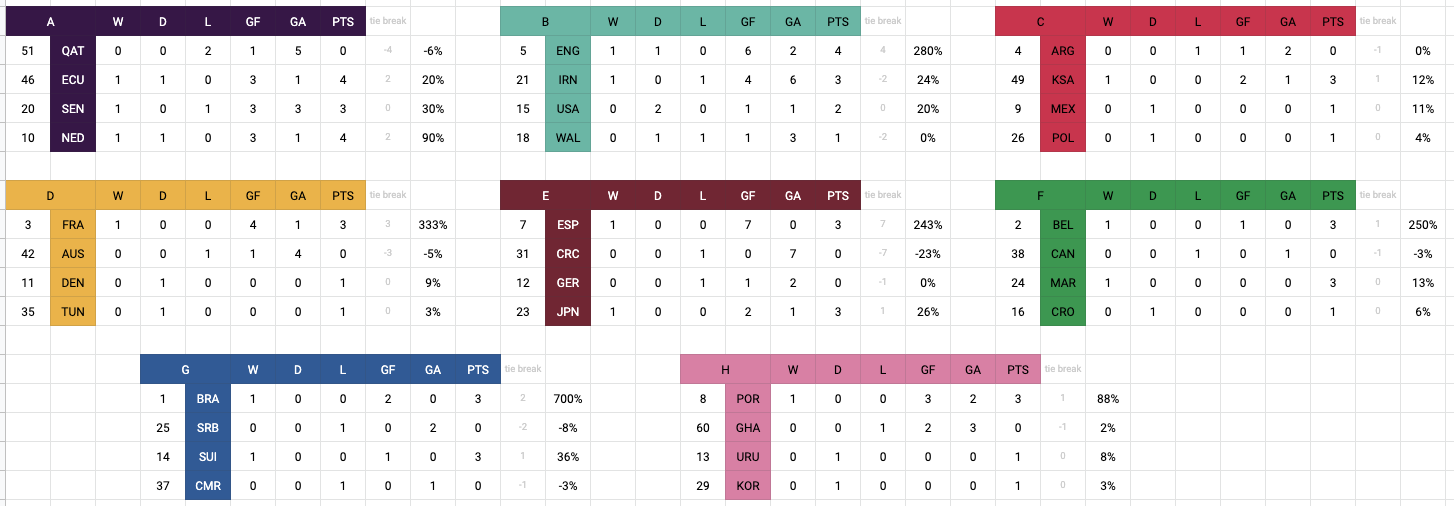 A W D L GF GA PTS tie break B W D L GF GA PTS tie break C W D L GF GA PTS tie break
51 QAT 0 0 2 1 5 0 -4 -6% 5 ENG 1 1 0 6 2 4 4 280% 4 ARG 0 0 1 1 2 0 -1 0%
46 ECU 1 1 0 3 1 4 2 20% 21 IRN 1 0 1 4 6 3 -2 24% 49 KSA 1 0 0 2 1 3 1 12%
20 SEN 1 0 1 3 3 3 0 30% 15 USA 0 2 0 1 1 2 0 20% 9 MEX 0 1 0 0 0 1 0 11%
10 NED 1 1 0 3 1 4 2 90% 18 WAL 0 1 1 1 3 1 -2 0% 26 POL 0 1 0 0 0 1 0 4%
D W D L GF GA PTS tie break E W D L GF GA PTS tie break F W D L GF GA PTS tie break
3 FRA 1 0 0 4 1 3 3 333% 7 ESP 1 0 0 7 0 3 7 243% 2 BEL 1 0 0 1 0 3 1 250%
42 AUS 0 0 1 1 4 0 -3 -5% 31 CRC 0 0 1 0 7 0 -7 -23% 38 CAN 0 0 1 0 1 0 -1 -3%
11 DEN 0 1 0 0 0 1 0 9% 12 GER 0 0 1 1 2 0 -1 0% 24 MAR 1 0 0 0 0 3 0 13%
35 TUN 0 1 0 0 0 1 0 3% 23 JPN 1 0 0 2 1 3 1 26% 16 CRO 0 1 0 0 0 1 0 6%
G W D L GF GA PTS tie break H W D L GF GA PTS tie break
1 BRA 1 0 0 2 0 3 2 700% 8 POR 1 0 0 3 2 3 1 88%
25 SRB 0 0 1 0 2 0 -2 -8% 60 GHA 0 0 1 2 3 0 -1 2%
14 SUI 1 0 0 1 0 3 1 36% 13 URU 0 1 0 0 0 1 0 8%
37 CMR 0 0 1 0 1 0 -1 -3% 29 KOR 0 1 0 0 0 1 0 3%